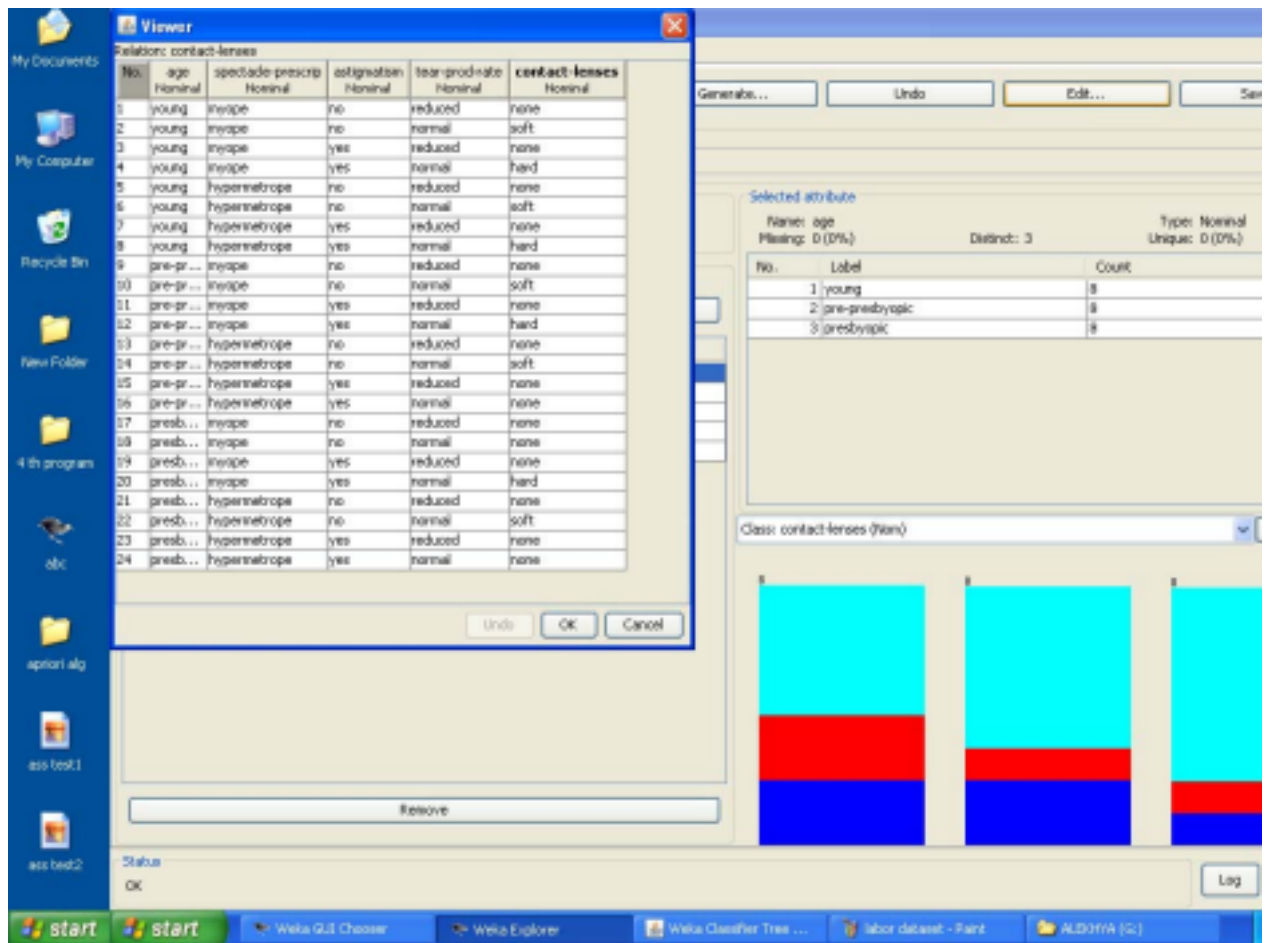 My Documents
My Computer
Recycle Bin
New Folder
4 th program
abc
apriori alg
ass test1
ass test2
Viewer
Relation: contact-lenses
No. age spectacle-prescrip astigmatism tear-prod-rate contact-lenses
Nominal Nominal Nominal Nominal Nominal
1 young myope no reduced none
2 young myope no normal soft
3 young myope yes reduced none
4 young myope yes normal hard
5 young hypermetrope no reduced none
6 young hypermetrope no normal soft
7 young hypermetrope yes reduced none
8 young hypermetrope yes normal hard
9 pre-pr... myope no reduced none
10 pre-pr... myope no normal soft
11 pre-pr... myope yes reduced none
12 pre-pr... myope yes normal hard
13 pre-pr... hypermetrope no reduced none
14 pre-pr... hypermetrope no normal soft
15 pre-pr... hypermetrope yes reduced none
16 pre-pr... hypermetrope yes normal none
17 presb... myope no reduced none
18 presb... myope no normal none
19 presb... myope yes reduced none
20 presb... myope yes normal hard
21 presb... hypermetrope no reduced none
22 presb... hypermetrope no normal soft
23 presb... hypermetrope yes reduced none
24 presb... hypermetrope yes normal none
Undo OK Cancel
Generate... Undo Edit... Sav
Selected attribute
Name: age Type: Nominal
Missing: 0 (0%) Distinct: 3 Unique: 0 (0%)
No. Label Count
1 young 8
2 pre-presbyopic 8
3 presbyopic 8
Class: contact-lenses (Nom)
8 8 8
Remove
Status
OK
Log
start start Weka GUI Chooser Weka Explorer Weka Classifier Tree ... labor dataset - Paint (G:)